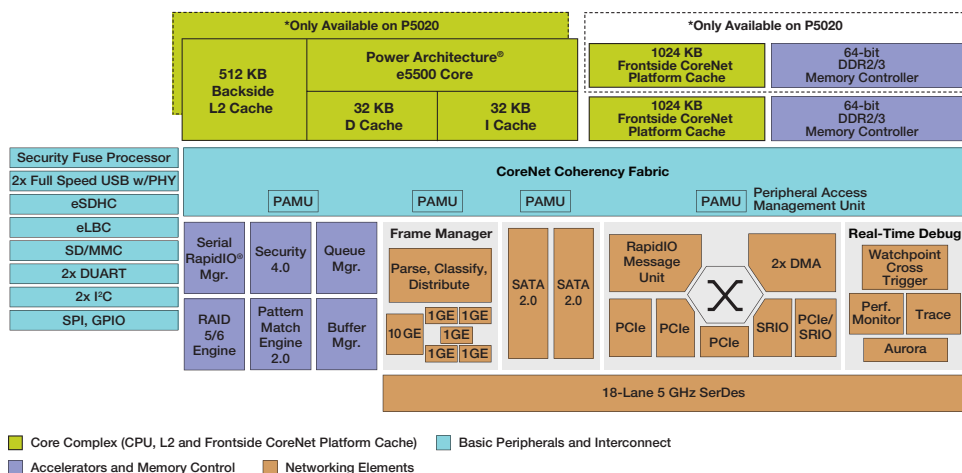 *Only Available on P5020
512 KB
Backside
L2 Cache
Power Architecture®
e5500 Core
32 KB
D Cache
32 KB
I Cache
*Only Available on P5020
1024 KB
Frontside CoreNet
Platform Cache
64-bit
DDR2/3
Memory Controller
1024 KB
Frontside CoreNet
Platform Cache
64-bit
DDR2/3
Memory Controller
Security Fuse Processor
2x Full Speed USB w/PHY
eSDHC
eLBC
SD/MMC
2x DUART
2x I²C
SPI, GPIO
CoreNet Coherency Fabric
PAMU
PAMU
PAMU
PAMU
Peripheral Access
Management Unit
Serial
RapidIO®
Mgr.
Security
4.0
Queue
Mgr.
RAID
5/6
Engine
Pattern
Match
Engine
2.0
Buffer
Mgr.
Frame Manager
Parse, Classify,
Distribute
10 GE
1GE
1GE
1GE
1GE
1GE
SATA
2.0
SATA
2.0
RapidIO
Message
Unit
2x DMA
PCIe
PCIe
PCIe
SRIO
PCIe/
SRIO
Real-Time Debug
Watchpoint
Cross
Trigger
Perf.
Monitor
Trace
Aurora
18-Lane 5 GHz SerDes
Core Complex (CPU, L2 and Frontside CoreNet Platform Cache)
Basic Peripherals and Interconnect
Accelerators and Memory Control
Networking Elements